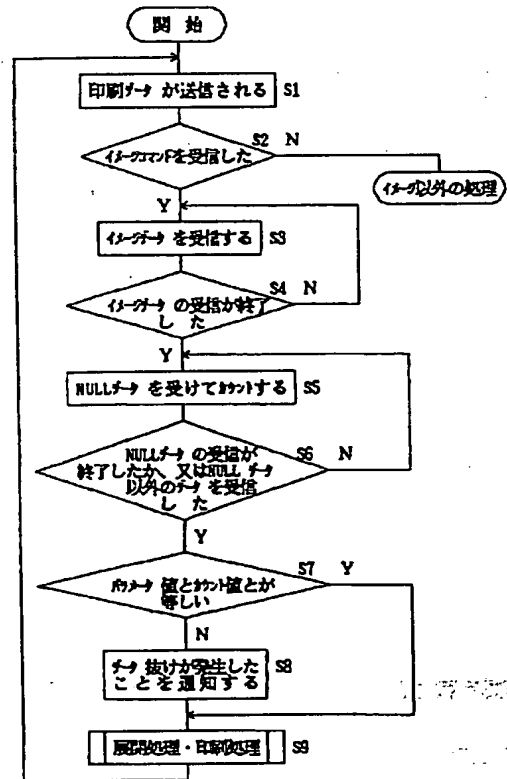 開 始
印刷ﾃﾞｰﾀ が送信される S1
S2 N
ｲﾒｰｼﾞｺﾏﾝﾄﾞを受信した
ｲﾒｰｼﾞ以外の処理
Y
ｲﾒｰｼﾞﾃﾞｰﾀ を受信する S3
S4 N
ｲﾒｰｼﾞﾃﾞｰﾀ の受信が終了
し た
Y
NULLﾃﾞｰﾀ を受けてｶｳﾝﾄする S5
NULLﾃﾞｰﾀ の受信が S6 N
終了したか、又はNULL ﾃﾞｰﾀ
以外のﾃﾞｰﾀ を受信
し た
Y
S7 Y
ﾊﾟﾗﾒｰﾀ 値とｶｳﾝﾄ値とが
等しい
N
ﾃﾞｰﾀ 抜けが発生した S8
ことを通知する
展開処理・印刷処理 S9